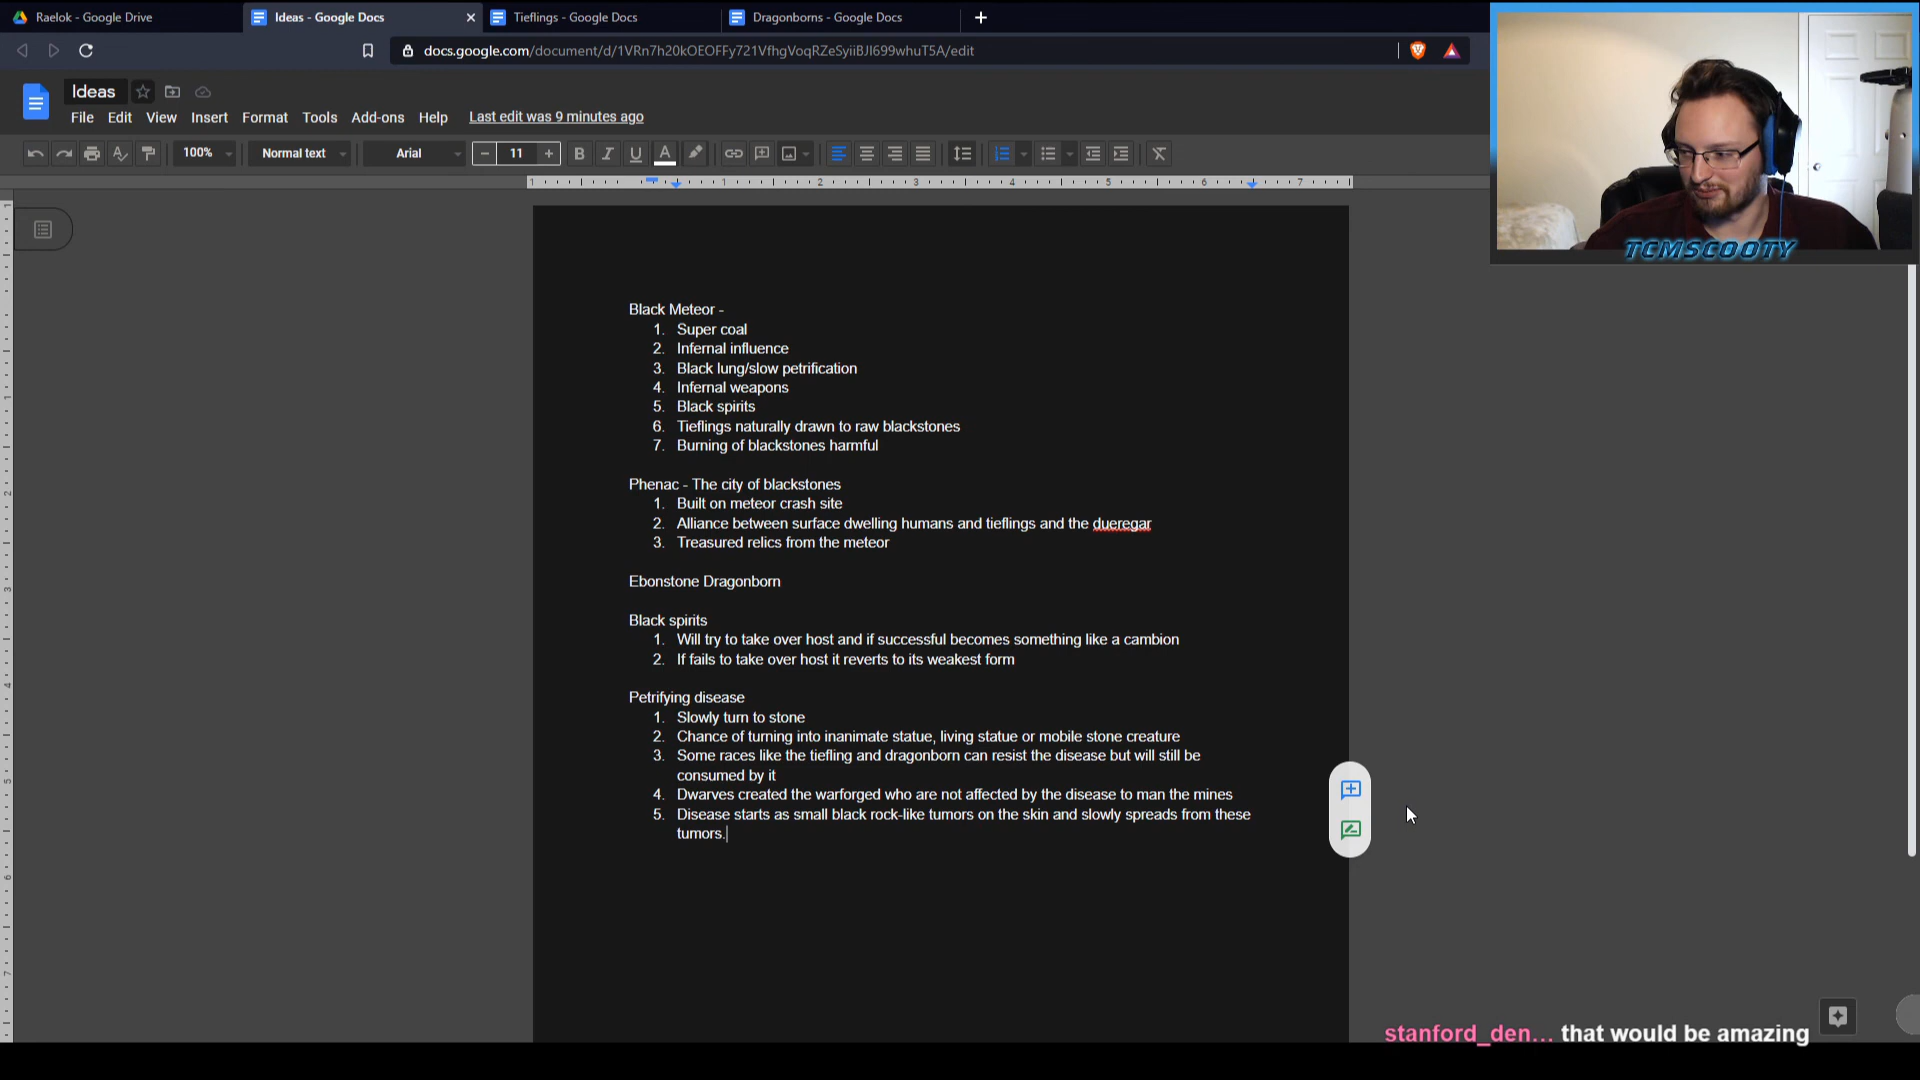 Raelok - Google Drive
Ideas - Google Docs
Tieflings - Google Docs
Dragonborns - Google Docs
docs.google.com/document/d/1VRn7h20kOEOFFy721VfhgVoqRZeSyiiBJl699whuT5A/edit
Ideas
File Edit View Insert Format Tools Add-ons Help Last edit was 9 minutes ago
100% Normal text Arial 11 B I U A
1 1 2 3 4 5 6 7
TCMSCOOTY
Black Meteor -
1. Super coal
2. Infernal influence
3. Black lung/slow petrification
4. Infernal weapons
5. Black spirits
6. Tieflings naturally drawn to raw blackstones
7. Burning of blackstones harmful
Phenac - The city of blackstones
1. Built on meteor crash site
2. Alliance between surface dwelling humans and tieflings and the dueregar
3. Treasured relics from the meteor
Ebonstone Dragonborn
Black spirits
1. Will try to take over host and if successful becomes something like a cambion
2. If fails to take over host it reverts to its weakest form
Petrifying disease
1. Slowly turn to stone
2. Chance of turning into inanimate statue, living statue or mobile stone creature
3. Some races like the tiefling and dragonborn can resist the disease but will still be
consumed by it
4. Dwarves created the warforged who are not affected by the disease to man the mines
5. Disease starts as small black rock-like tumors on the skin and slowly spreads from these
tumors.
stanford_den... that would be amazing